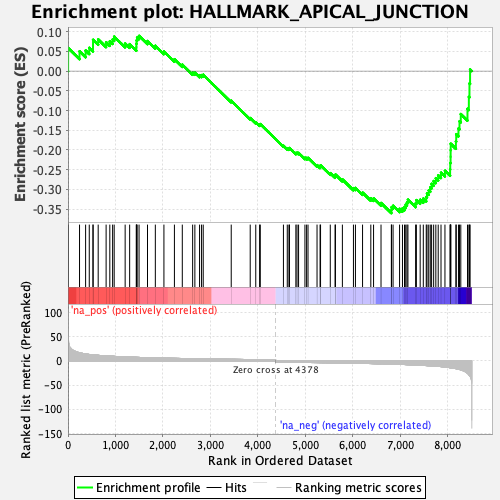 Enrichment plot: HALLMARK_APICAL_JUNCTION
Enrichment score (ES)
0.10
0.05
0.00
-0.05
-0.10
-0.15
-0.20
-0.25
-0.30
-0.35
'na_pos' (positively correlated)
Ranked list metric (PreRanked)
100
50
0
-50
-100
-150
Zero cross at 4378
'na_neg' (negatively correlated)
0
1,000
2,000
3,000
4,000
5,000
6,000
7,000
8,000
Rank in Ordered Dataset
Enrichment profile
Hits
Ranking metric scores